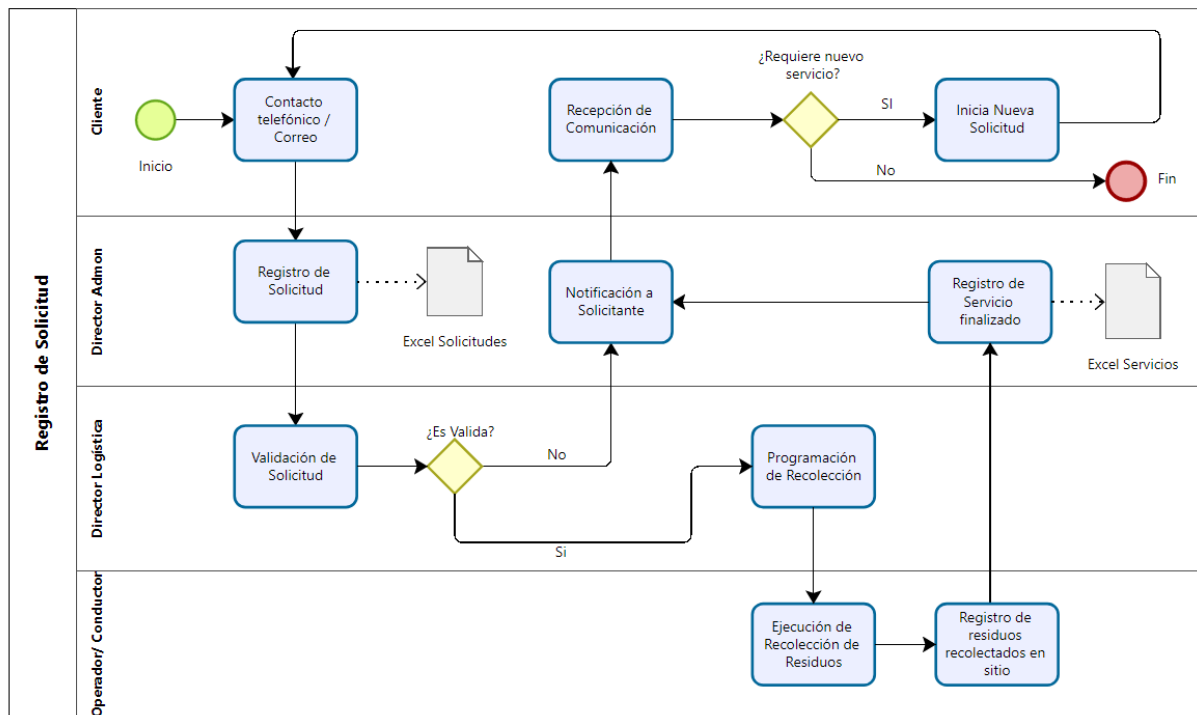 Registro de Solicitud
Cliente
Inicio
Contacto
telefónico /
Correo
Recepción de
Comunicación
¿Requiere nuevo
servicio?
SI
Inicia Nueva
Solicitud
No
Fin
Director Admon
Registro de
Solicitud
Excel Solicitudes
Notificación a
Solicitante
Registro de
Servicio
finalizado
Excel Servicios
Director Logística
Validación de
Solicitud
¿Es Valida?
No
Si
Programación
de Recolección
Operador/ Conductor
Ejecución de
Recolección de
Residuos
Registro de
residuos
recolectados en
sitio